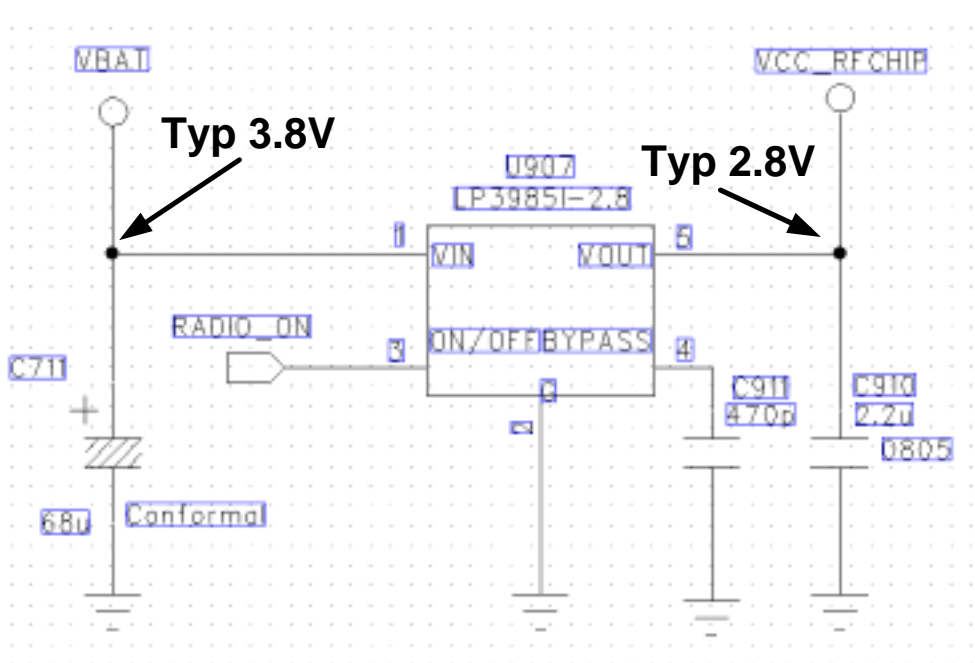 VBAT
VCC_RFCHIP
Typ 3.8V
Typ 2.8V
U907
LP3985I-2.8
1
5
VIN
VOUT
RADIO_ON
3
ON/OFF
BYPASS
4
C711
+
G
2
C911
470p
C910
2.2u
0805
68u
Conformal